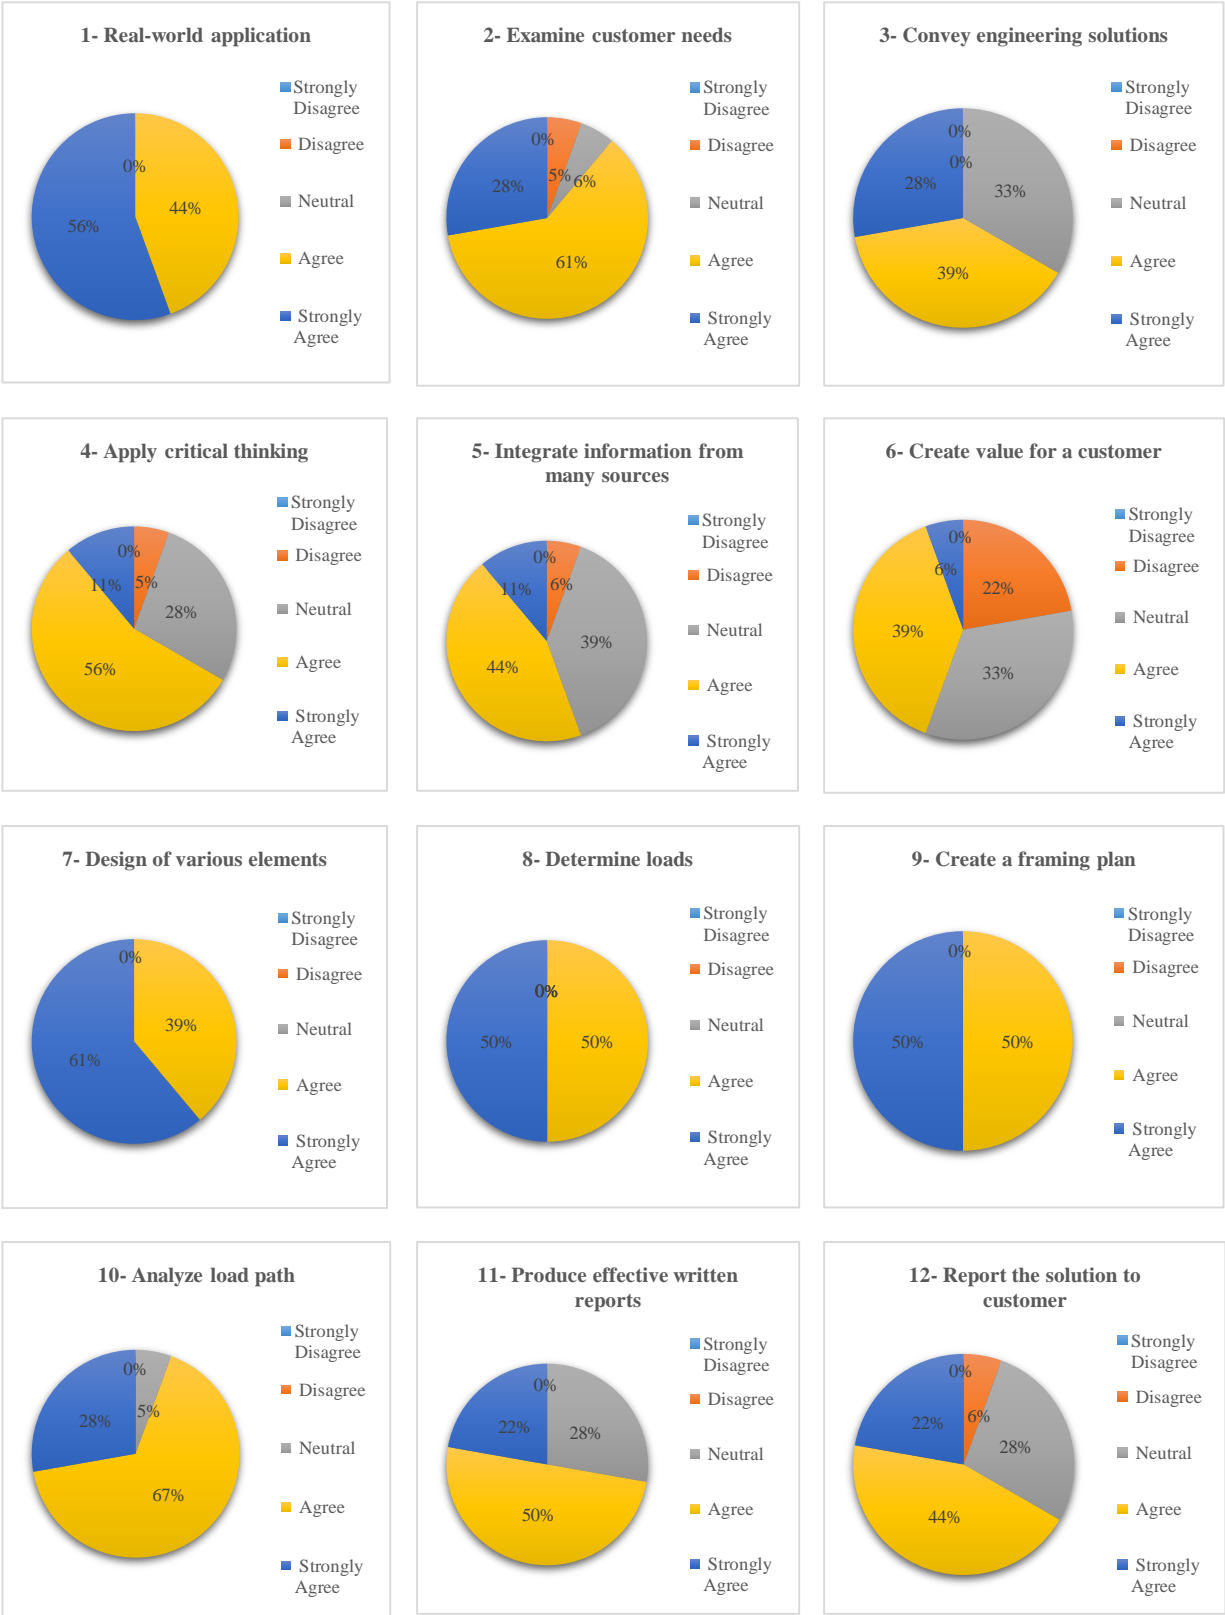 1- Real-world application
Strongly
Disagree
Disagree
Neutral
Agree
Strongly
Agree
0%
44%
56%
2- Examine customer needs
Strongly
Disagree
Disagree
Neutral
Agree
Strongly
Agree
0%
5%
6%
28%
61%
3- Convey engineering solutions
Strongly
Disagree
Disagree
Neutral
Agree
Strongly
Agree
0%
0%
28%
33%
39%
4- Apply critical thinking
Strongly
Disagree
Disagree
Neutral
Agree
Strongly
Agree
0%
11%
5%
28%
56%
5- Integrate information from
many sources
Strongly
Disagree
Disagree
Neutral
Agree
Strongly
Agree
0%
11%
6%
39%
44%
6- Create value for a customer
Strongly
Disagree
Disagree
Neutral
Agree
Strongly
Agree
0%
6%
22%
39%
33%
7- Design of various elements
Strongly
Disagree
Disagree
Neutral
Agree
Strongly
Agree
0%
39%
61%
8- Determine loads
Strongly
Disagree
Disagree
Neutral
Agree
Strongly
Agree
0%
50%
50%
9- Create a framing plan
Strongly
Disagree
Disagree
Neutral
Agree
Strongly
Agree
0%
50%
50%
10- Analyze load path
Strongly
Disagree
Disagree
Neutral
Agree
Strongly
Agree
0%
28%
5%
67%
11- Produce effective written
reports
Strongly
Disagree
Disagree
Neutral
Agree
Strongly
Agree
0%
22%
28%
50%
12- Report the solution to
customer
Strongly
Disagree
Disagree
Neutral
Agree
Strongly
Agree
0%
22%
6%
28%
44%